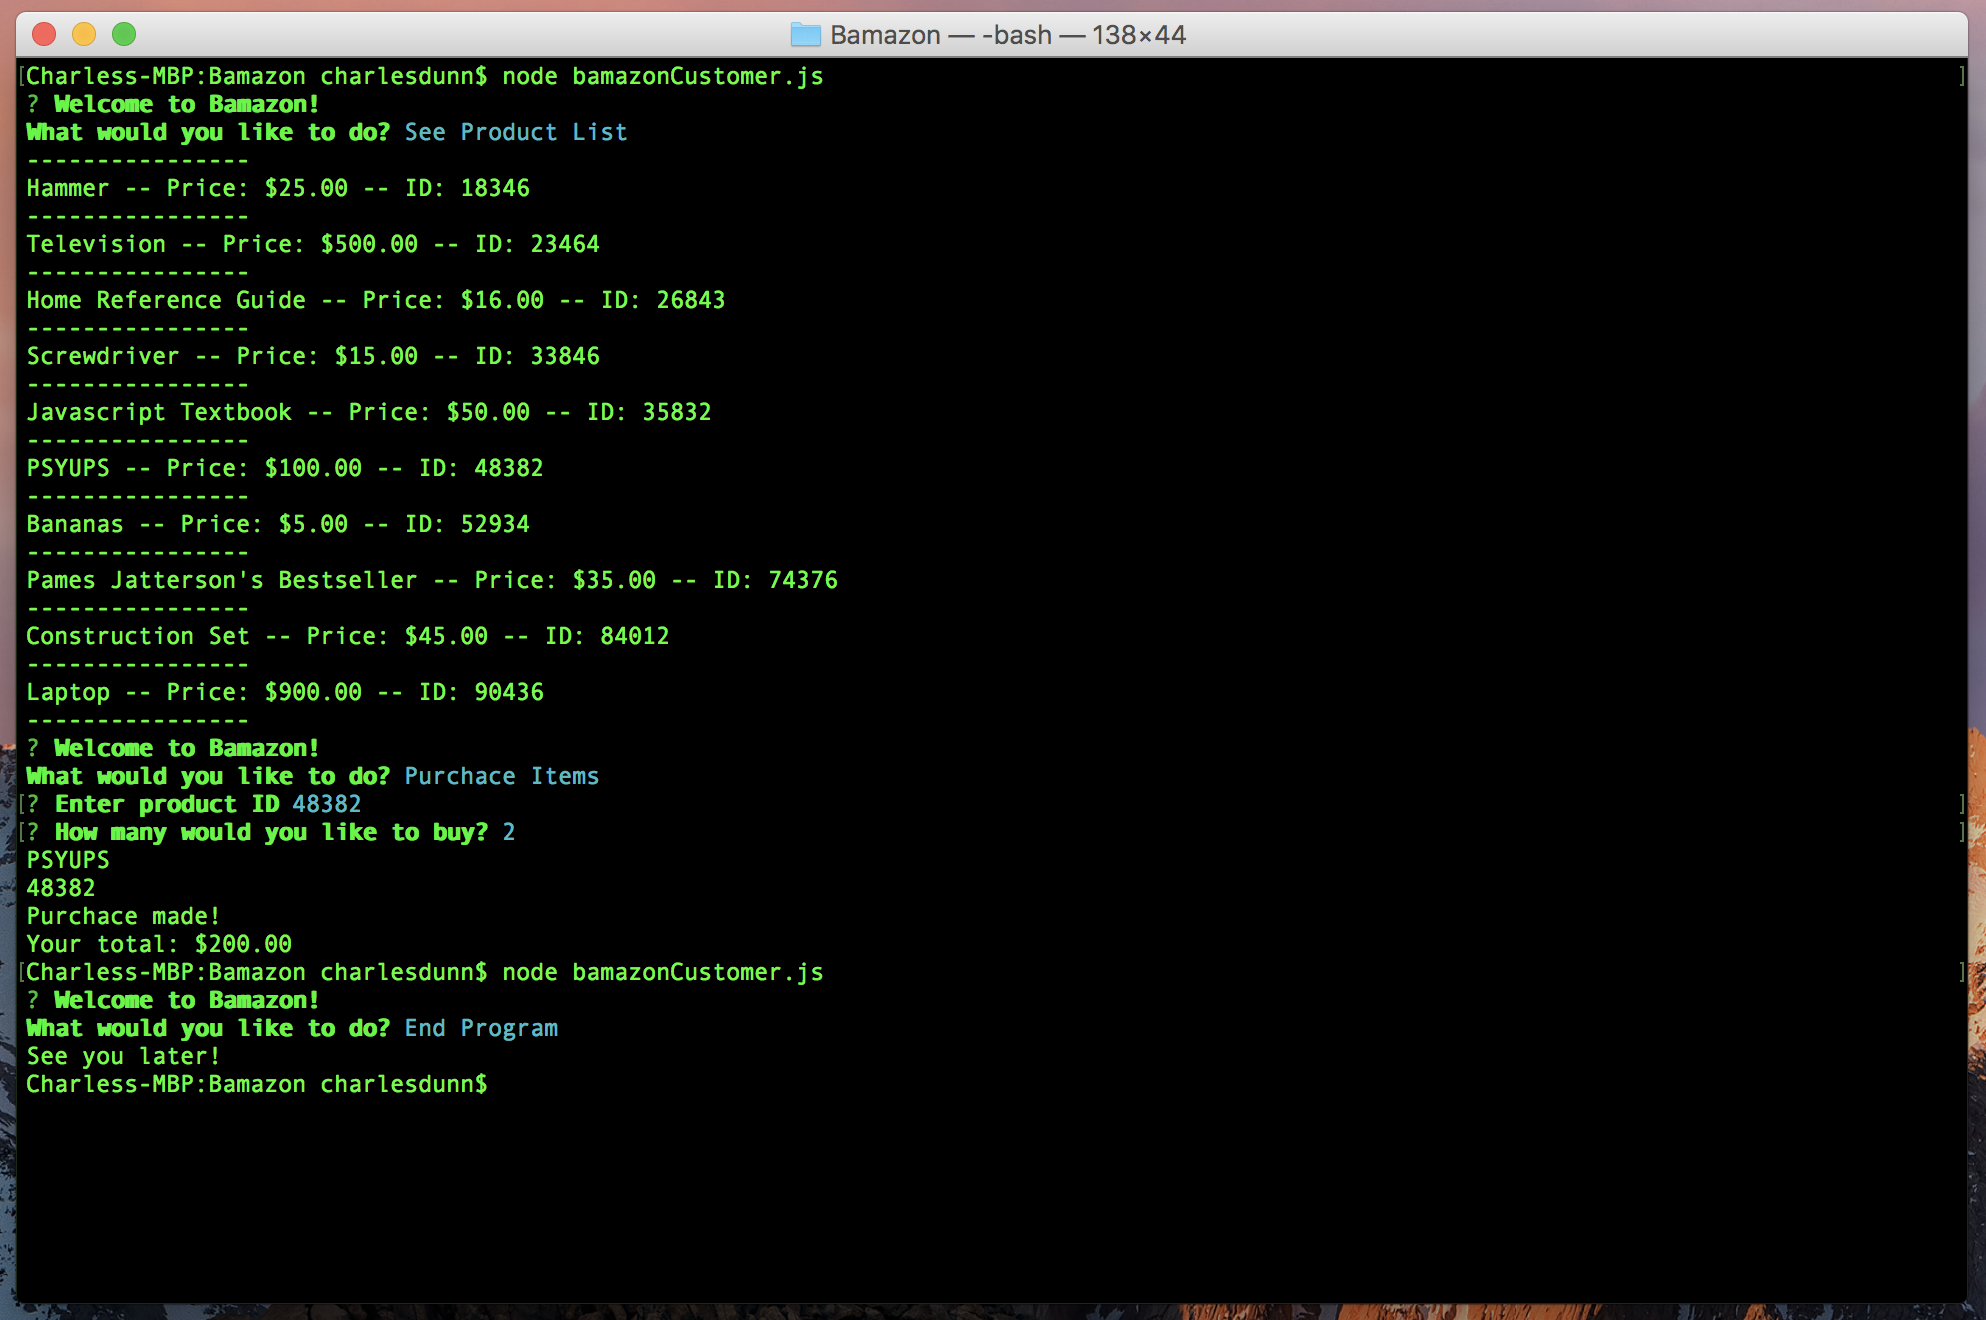 Bamazon — -bash — 138×44
[Charless-MBP:Bamazon charlesdunn$ node bamazonCustomer.js ]
? Welcome to Bamazon!
What would you like to do? See Product List
----------------
Hammer -- Price: $25.00 -- ID: 18346
----------------
Television -- Price: $500.00 -- ID: 23464
----------------
Home Reference Guide -- Price: $16.00 -- ID: 26843
----------------
Screwdriver -- Price: $15.00 -- ID: 33846
----------------
Javascript Textbook -- Price: $50.00 -- ID: 35832
----------------
PSYUPS -- Price: $100.00 -- ID: 48382
----------------
Bananas -- Price: $5.00 -- ID: 52934
----------------
Pames Jatterson's Bestseller -- Price: $35.00 -- ID: 74376
----------------
Construction Set -- Price: $45.00 -- ID: 84012
----------------
Laptop -- Price: $900.00 -- ID: 90436
----------------
? Welcome to Bamazon!
What would you like to do? Purchace Items
[? Enter product ID 48382 ]
[? How many would you like to buy? 2 ]
PSYUPS
48382
Purchace made!
Your total: $200.00
[Charless-MBP:Bamazon charlesdunn$ node bamazonCustomer.js ]
? Welcome to Bamazon!
What would you like to do? End Program
See you later!
Charless-MBP:Bamazon charlesdunn$